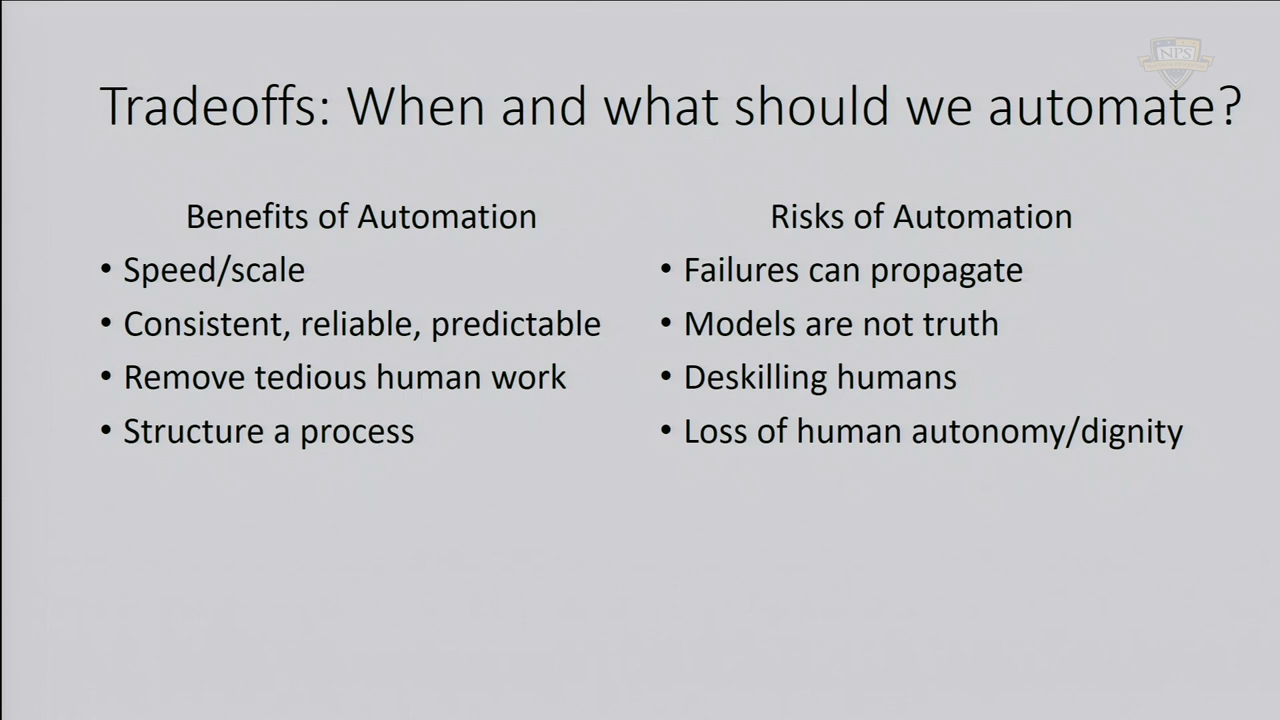 NPS
Tradeoffs: When and what should we automate?
Benefits of Automation
• Speed/scale
• Consistent, reliable, predictable
• Remove tedious human work
• Structure a process
Risks of Automation
• Failures can propagate
• Models are not truth
• Deskilling humans
• Loss of human autonomy/dignity